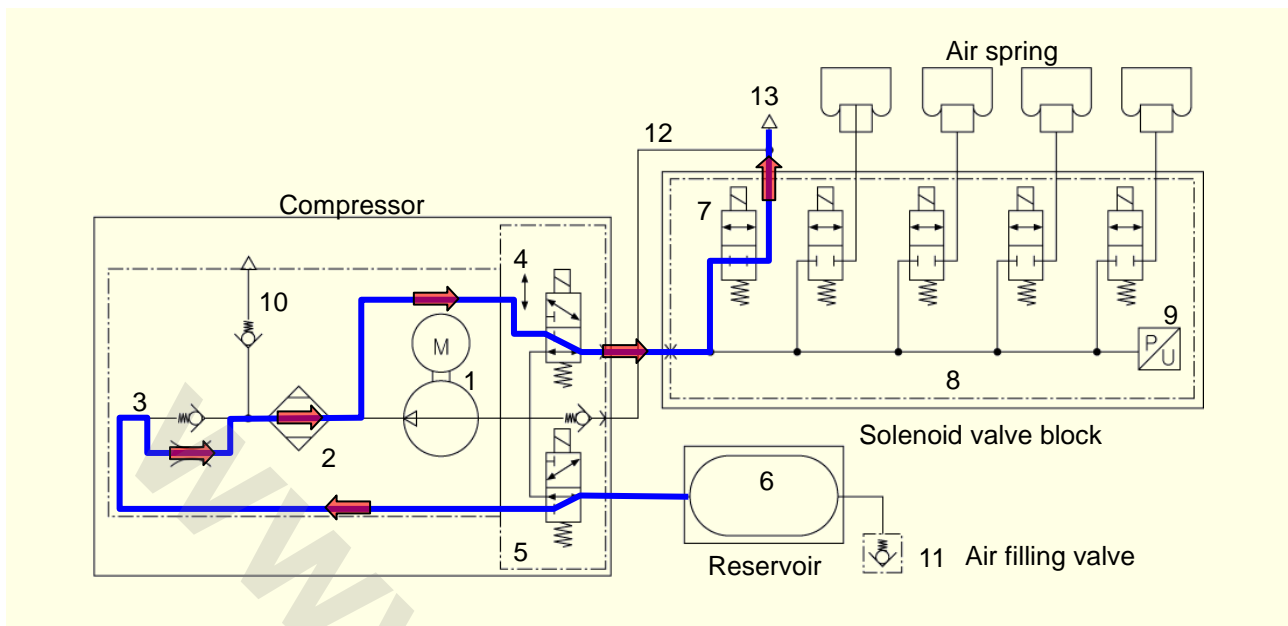 Air spring
13
12
7
Compressor
4
10
9
P
U
M
1
8
3
2
Solenoid valve block
6
5
Reservoir
11 Air filling valve
www